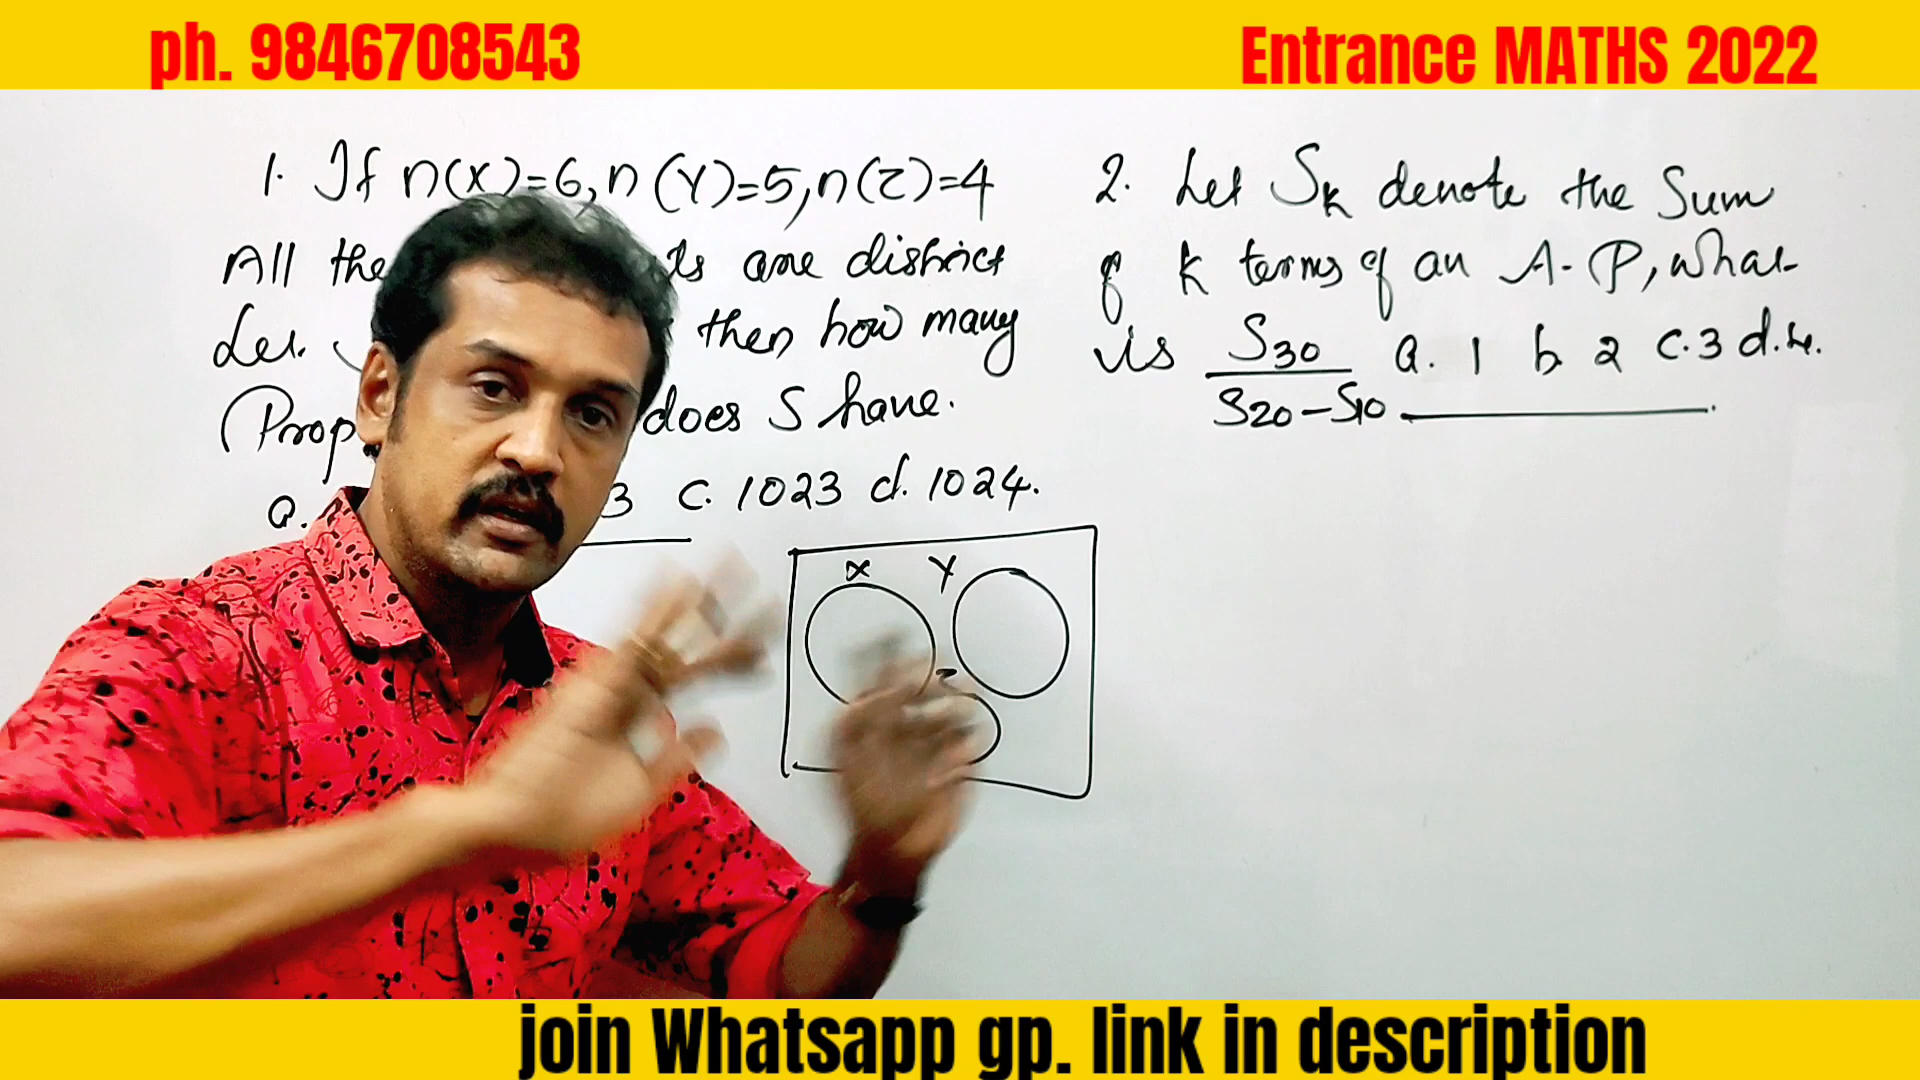 ph. 9846708543
Entrance MATHS 2022
1. If n(X)=6, n(Y)=5, n(Z)=4
All the are distinct
Let then how many
Prop does S have.
a. 3 c. 1023 d. 1024.
X Y
Z
2. Let Sk denote the Sum
of k terms of an A.P, what
is S30 a. 1 b 2 c. 3 d. 4.
S20-S10
join Whatsapp gp. link in description